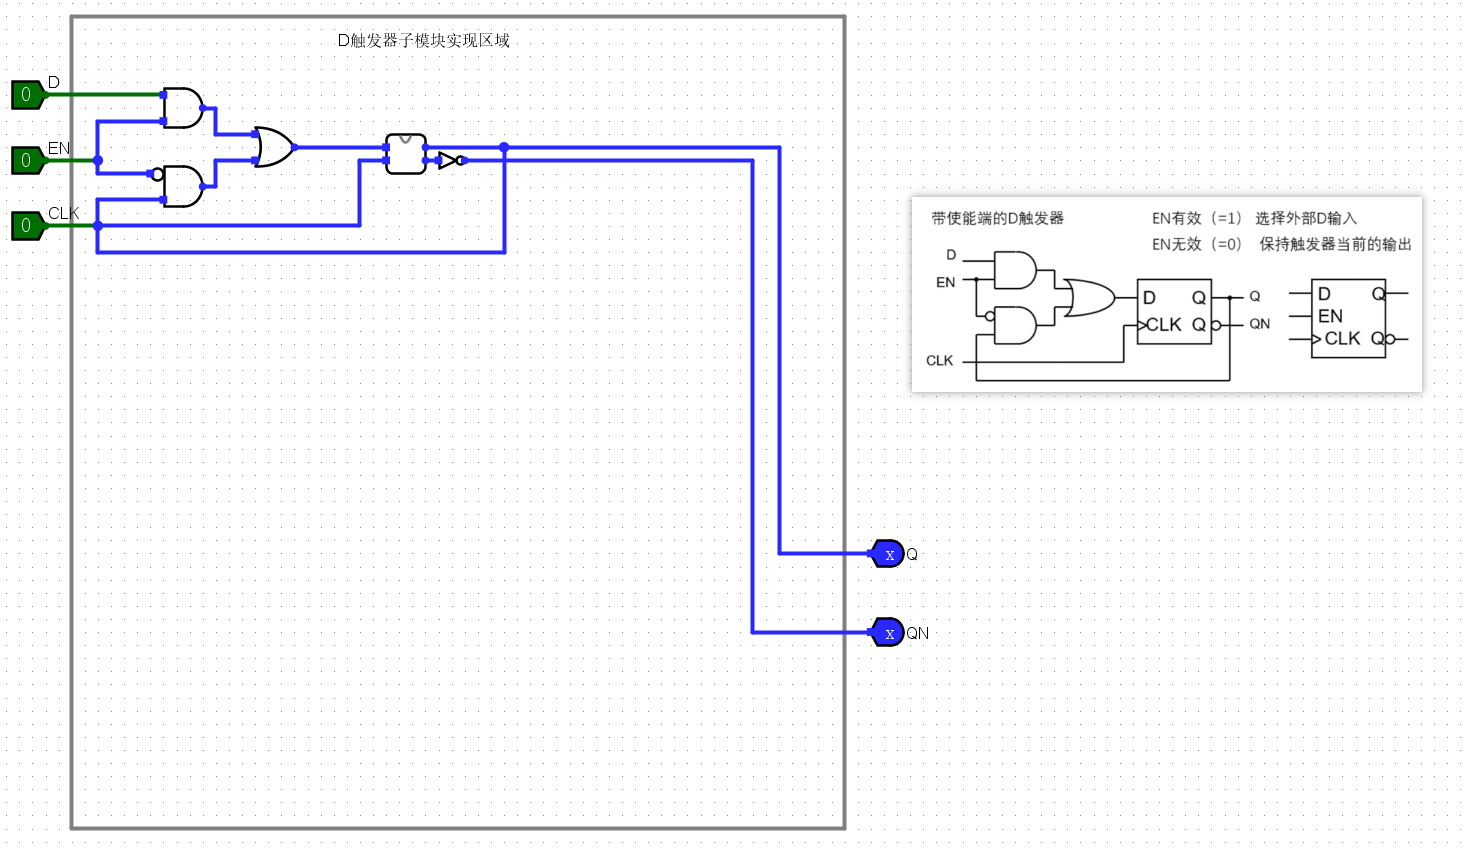 D触发器子模块实现区域
D
0
EN
0
CLK
0
x Q
x QN
带使能端的D触发器
EN有效（=1） 选择外部D输入
EN无效（=0） 保持触发器当前的输出
D
EN
CLK
D Q
CLK Q
Q
QN
D Q
EN
CLK Q